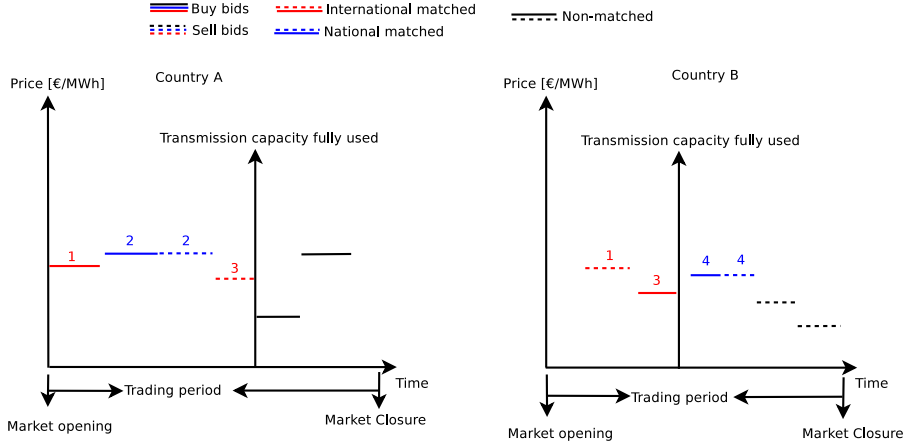 Buy bids
International matched
Non-matched
Sell bids
National matched
Country A
Price [€/MWh]
Transmission capacity fully used
1
2
2
3
Time
Trading period
Market opening
Market Closure
Country B
Price [€/MWh]
Transmission capacity fully used
1
3
4
4
Time
Trading period
Market opening
Market Closure